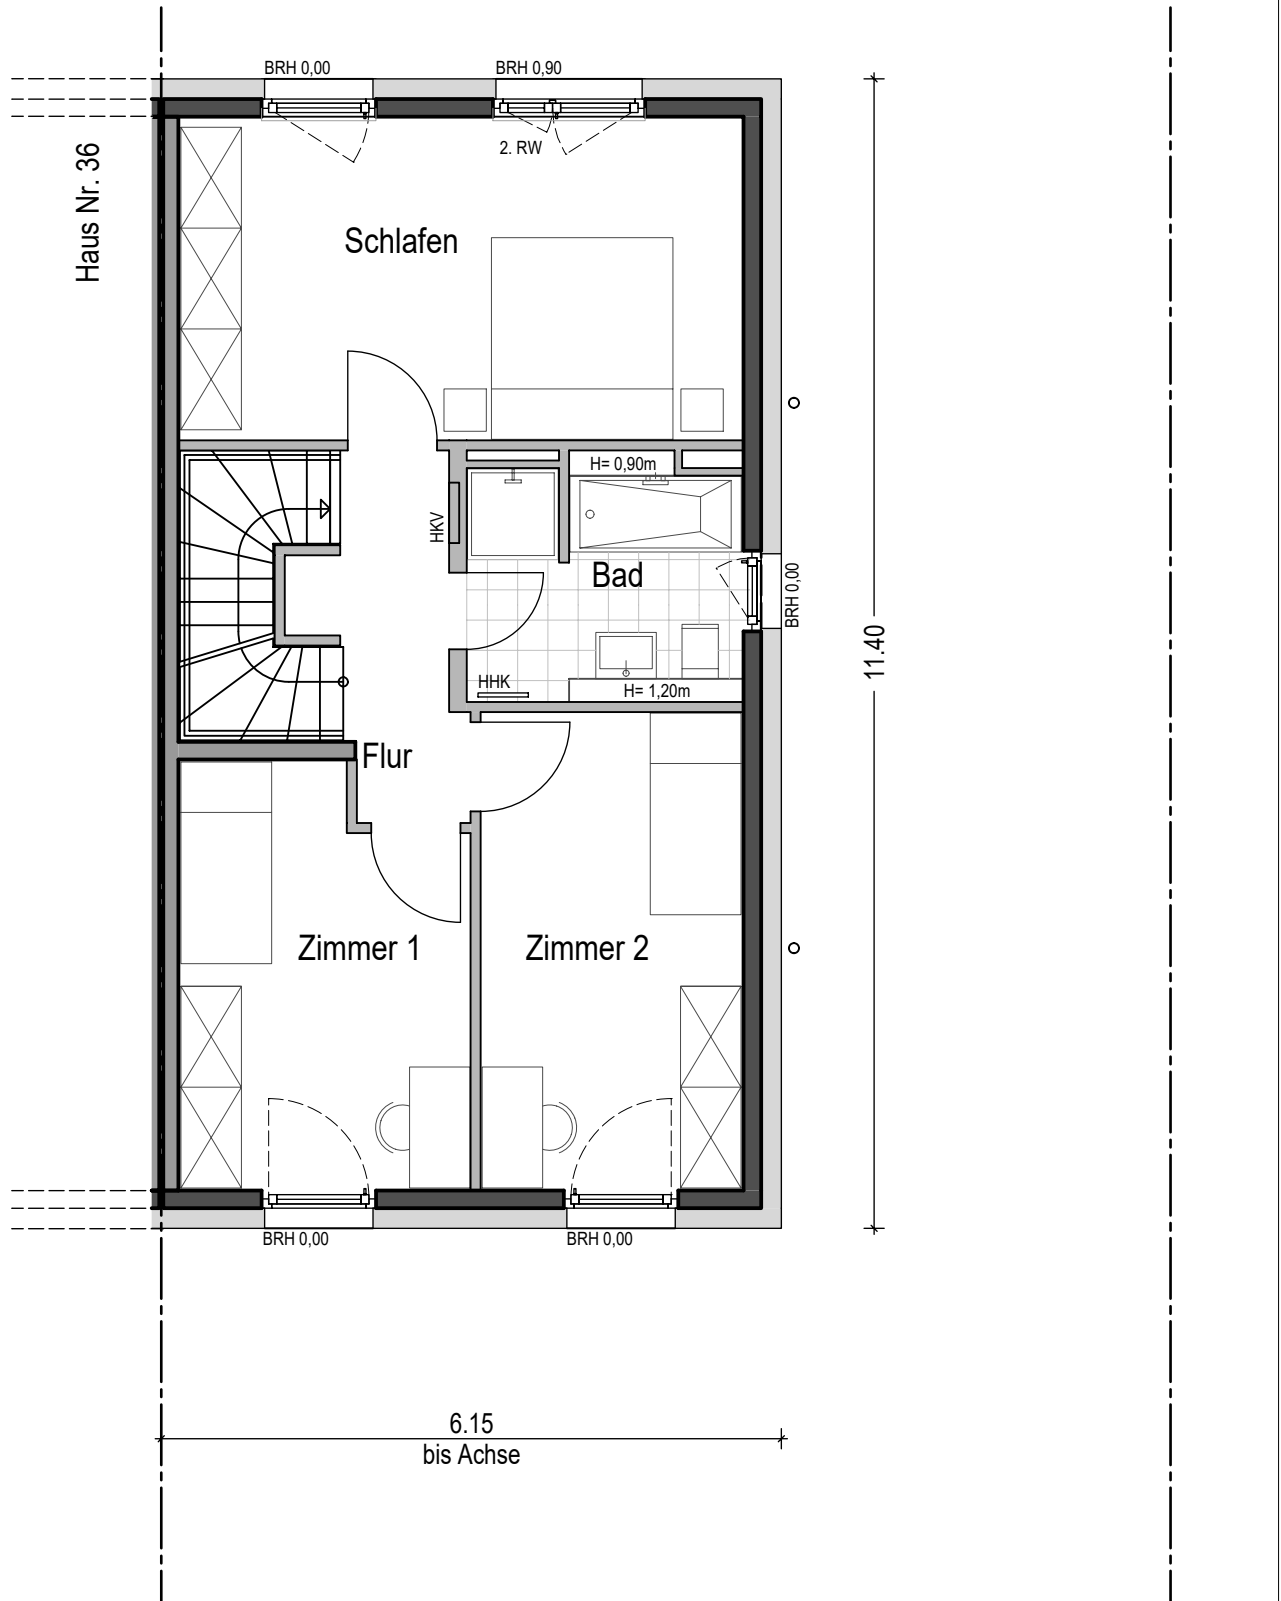 BRH 0,00
BRH 0,90
2. RW
Haus Nr. 36
Schlafen
H= 0,90m
HKV
Bad
BRH 0,00
11.40
HHK
H= 1,20m
Flur
Zimmer 1
Zimmer 2
BRH 0,00
BRH 0,00
6.15
bis Achse